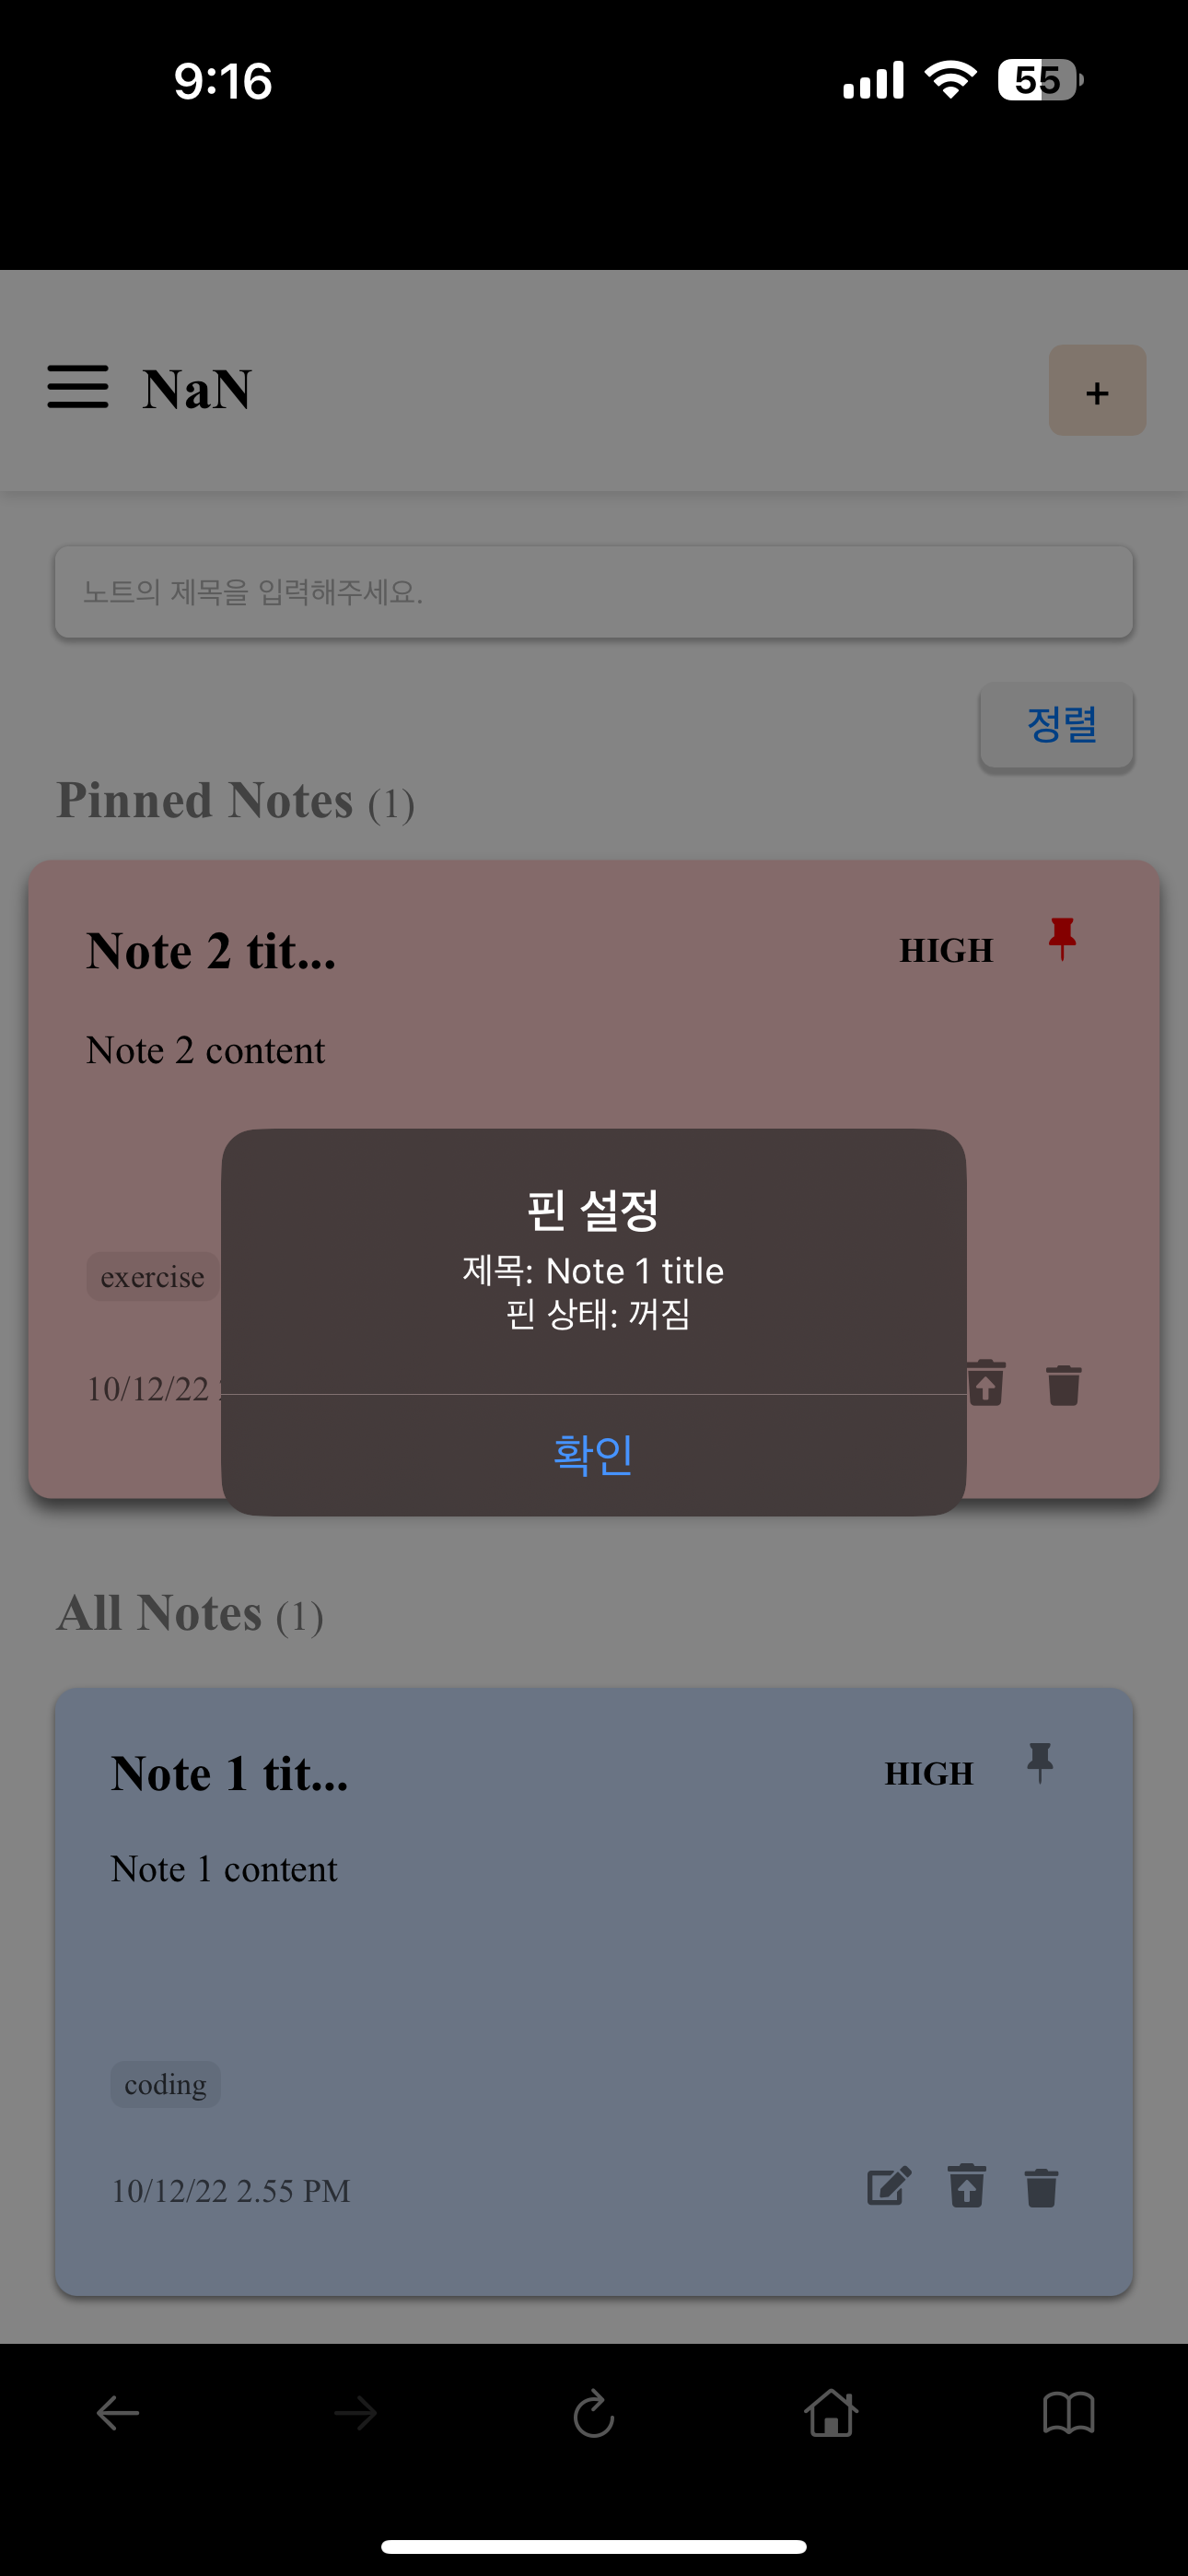 9:16
55
NaN
+
노트의 제목을 입력해주세요.
정렬
Pinned Notes (1)
Note 2 tit...
HIGH
Note 2 content
핀 설정
제목: Note 1 title
핀 상태: 꺼짐
확인
exercise
10/12/22
All Notes (1)
Note 1 tit...
HIGH
Note 1 content
coding
10/12/22 2.55 PM